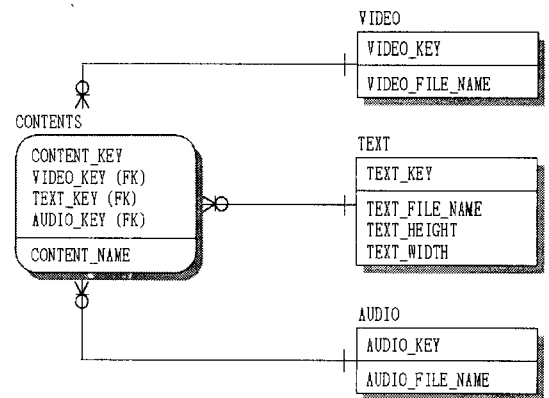 VIDEO
VIDEO_KEY
VIDEO_FILE_NAME
CONTENTS
CONTENT_KEY
VIDEO_KEY (FK)
TEXT_KEY (FK)
AUDIO_KEY (FK)
CONTENT_NAME
TEXT
TEXT_KEY
TEXT_FILE_NAME
TEXT_HEIGHT
TEXT_WIDTH
AUDIO
AUDIO_KEY
AUDIO_FILE_NAME